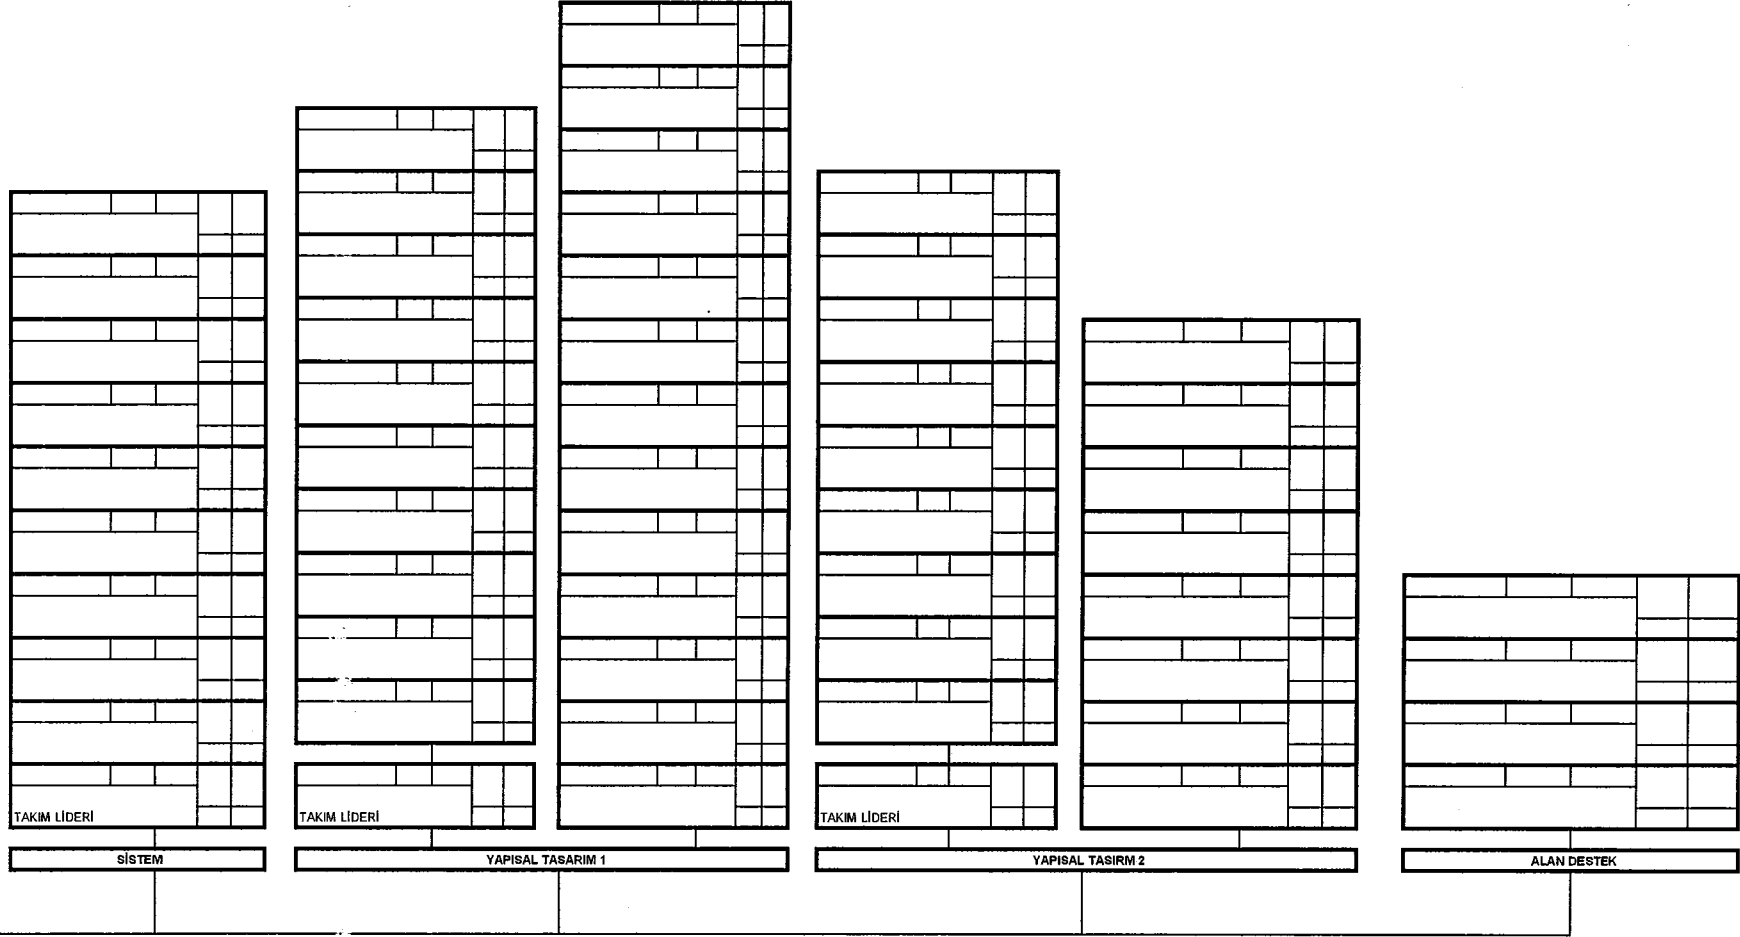 TAKIM LİDERİ
TAKIM LİDERİ
TAKIM LİDERİ
SİSTEM
YAPISAL TASARIM 1
YAPISAL TASIRM 2
ALAN DESTEK